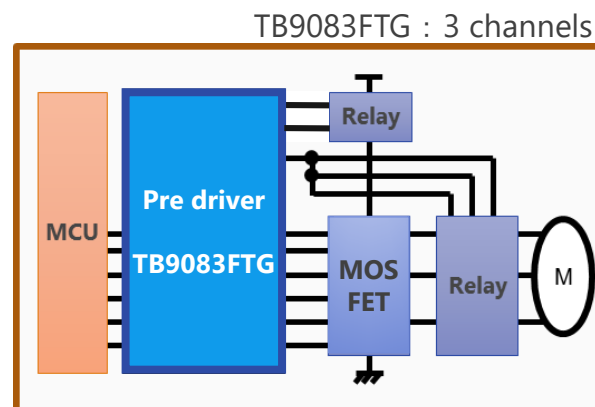 TB9083FTG : 3 channels
Relay
Pre driver
TB9083FTG
MCU
MOS
FET
Relay
M